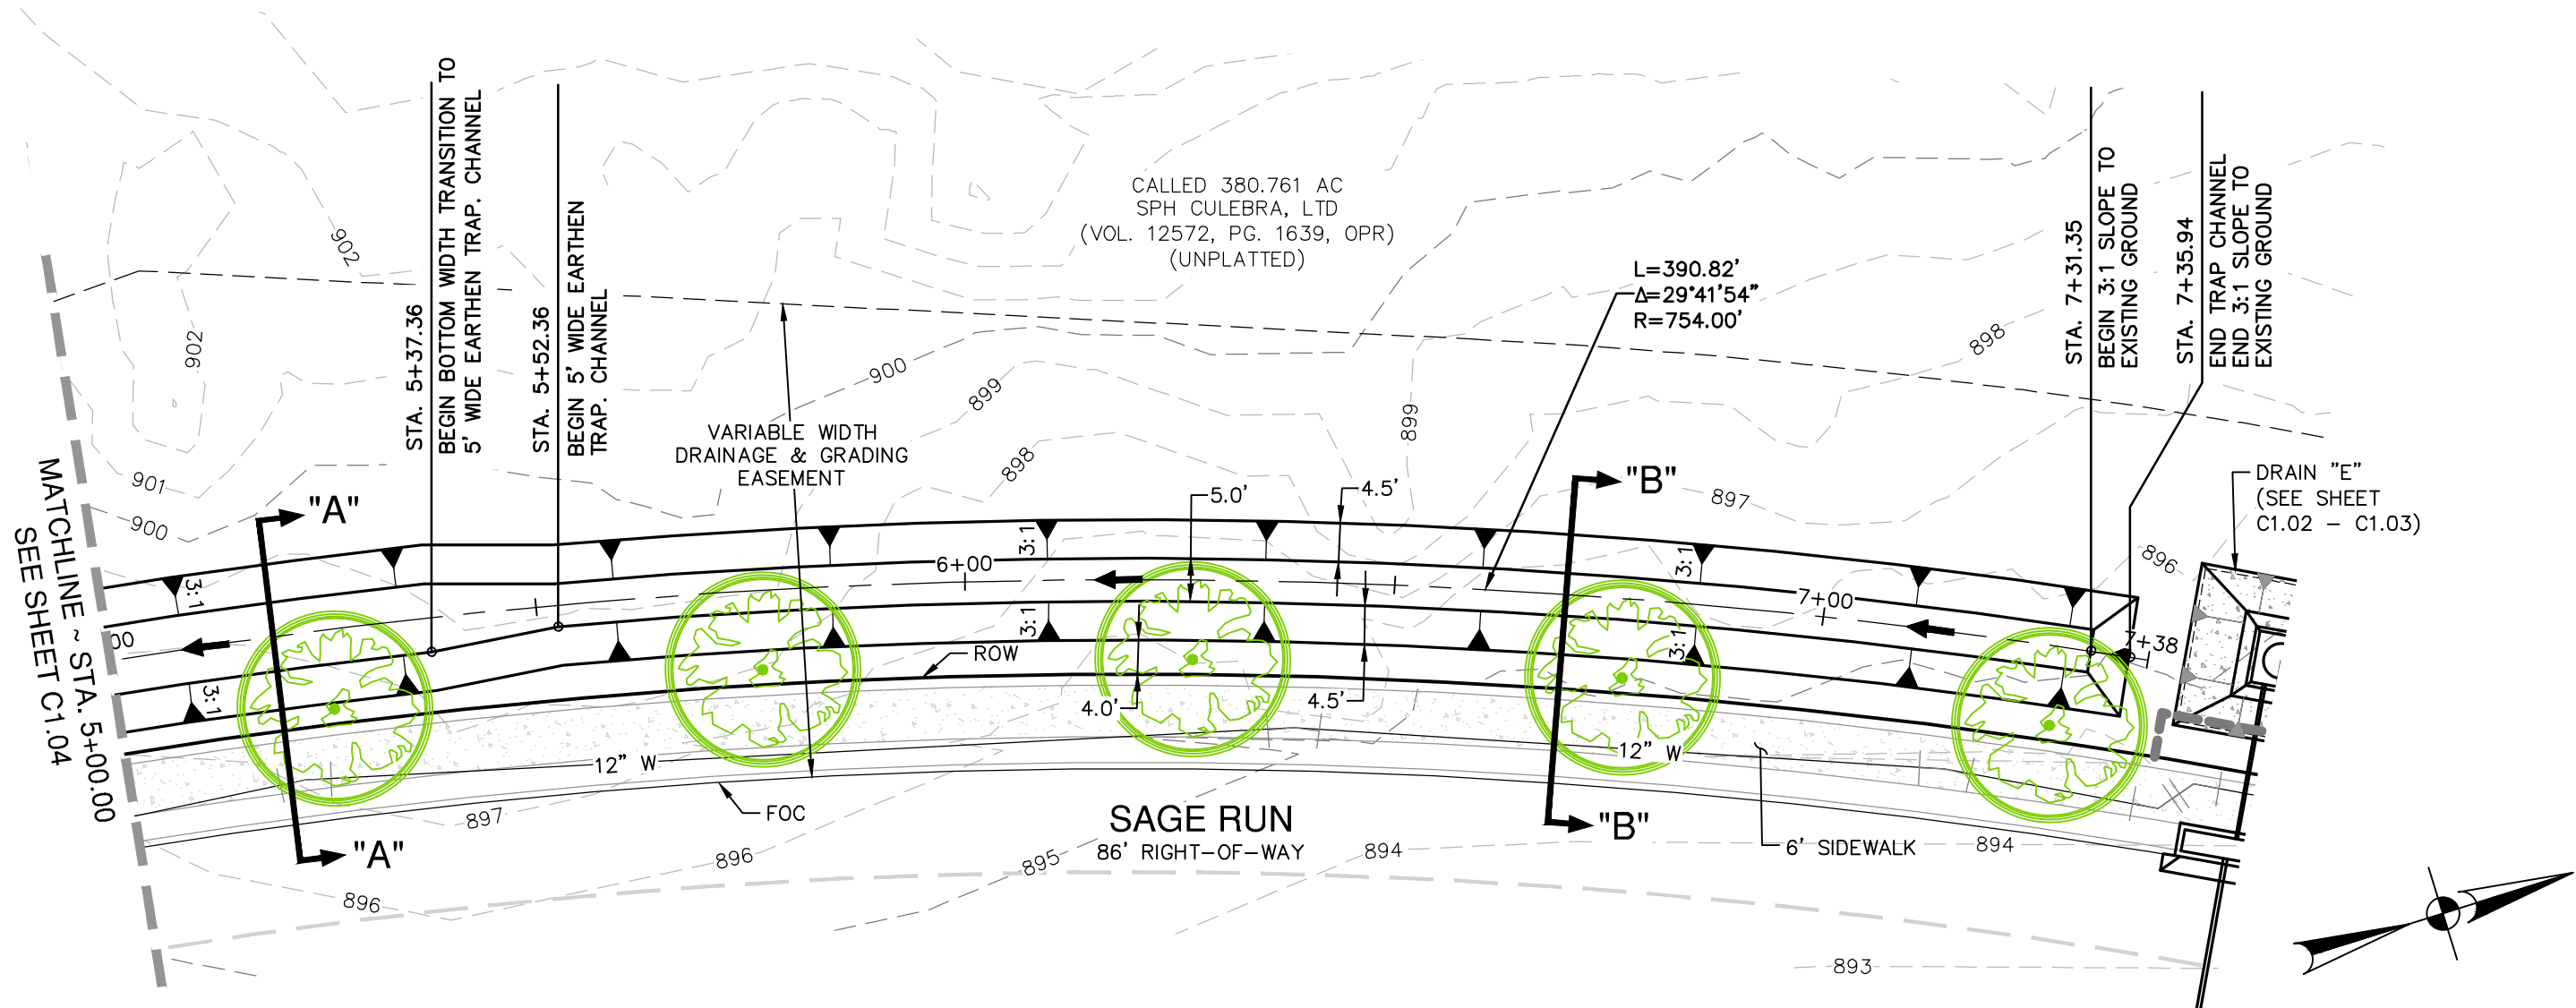 STA. 5+37.36
BEGIN BOTTOM WIDTH TRANSITION TO
5' WIDE EARTHEN TRAP. CHANNEL
STA. 5+52.36
BEGIN 5' WIDE EARTHEN
TRAP. CHANNEL
CALLED 380.761 AC
SPH CULEBRA, LTD
(VOL. 12572, PG. 1639, OPR)
(UNPLATTED)
L=390.82'
Δ=29°41'54"
R=754.00'
STA. 7+31.35
BEGIN 3:1 SLOPE TO
EXISTING GROUND
STA. 7+35.94
END TRAP CHANNEL
END 3:1 SLOPE TO
EXISTING GROUND
902
902
901
900
900
899
898
899
898
897
896
VARIABLE WIDTH
DRAINAGE & GRADING
EASEMENT
MATCHLINE ~ STA. 5+00.00
SEE SHEET C1.04
"A"
"B"
5.0'
4.5'
DRAIN "E"
(SEE SHEET
C1.02 – C1.03)
3:1
3:1
3:1
6+00
7+00
7+38
00
3:1
3:1
3:1
ROW
4.0'
4.5'
12" W
12" W
FOC
SAGE RUN
86' RIGHT–OF–WAY
"A"
"B"
6' SIDEWALK
897
896
896
895
894
894
893